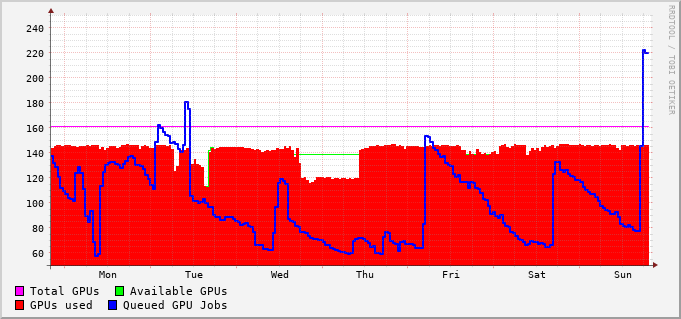 RRDTOOL / TOBI OETIKER
240
220
200
180
160
140
120
100
80
60
Mon Tue Wed Thu Fri Sat Sun
Total GPUs Available GPUs
GPUs used Queued GPU Jobs